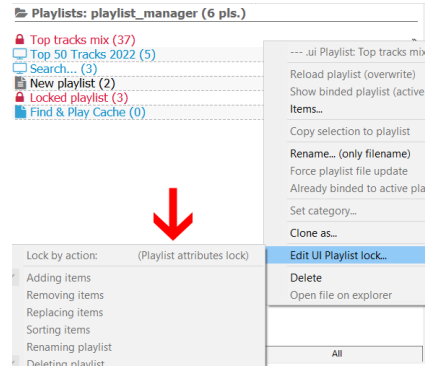 Playlists: playlist_manager (6 pls.)
Top tracks mix (37)
Top 50 Tracks 2022 (5)
Search... (3)
New playlist (2)
Locked playlist (3)
Find & Play Cache (0)
--- .ui Playlist: Top tracks mix
Reload playlist (overwrite)
Show binded playlist (active
Items...
Copy selection to playlist
Rename... (only filename)
Force playlist file update
Already binded to active pla
Set category...
Clone as...
Edit UI Playlist lock...
Delete
Open file on explorer
Lock by action: (Playlist attributes lock)
Adding items
Removing items
Replacing items
Sorting items
Renaming playlist
Deleting playlist
All